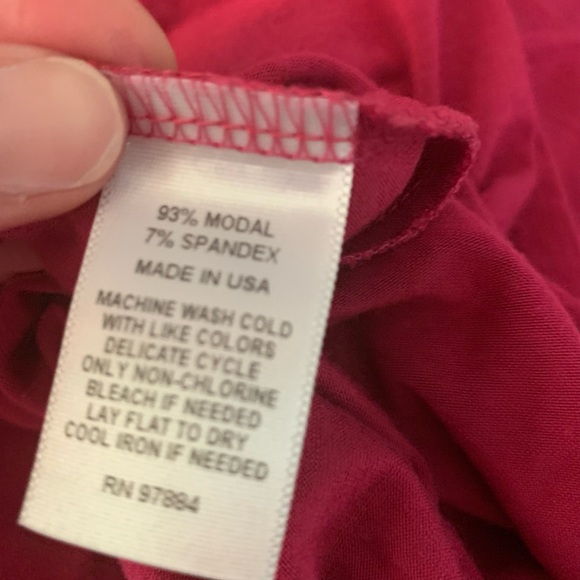 93% MODAL
7% SPANDEX
MADE IN USA
MACHINE WASH COLD
WITH LIKE COLORS
DELICATE CYCLE
ONLY NON-CHLORINE
BLEACH IF NEEDED
LAY FLAT TO DRY
COOL IRON IF NEEDED
RN 97884